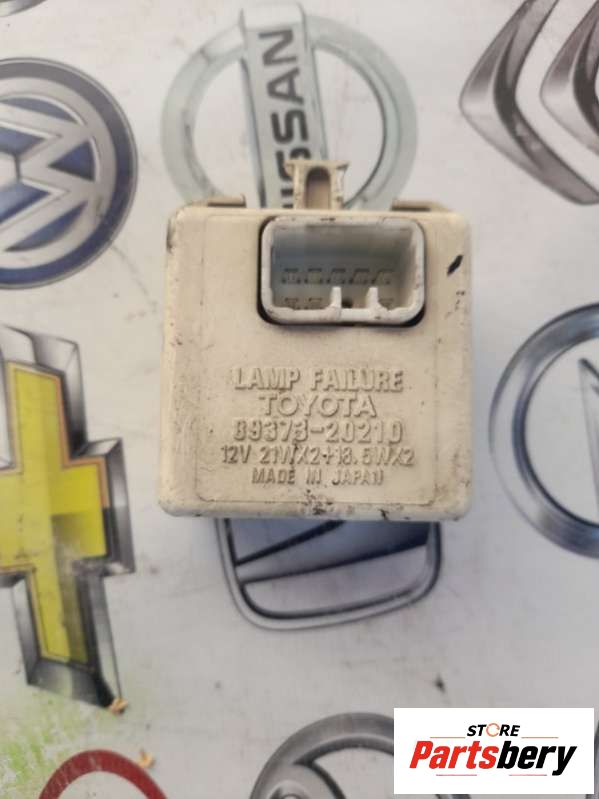 NISSAN
LAMP FAILURE
TOYOTA
89373-20210
12V 21WX2+18.5WX2
MADE IN JAPAN
STORE
Partsbery